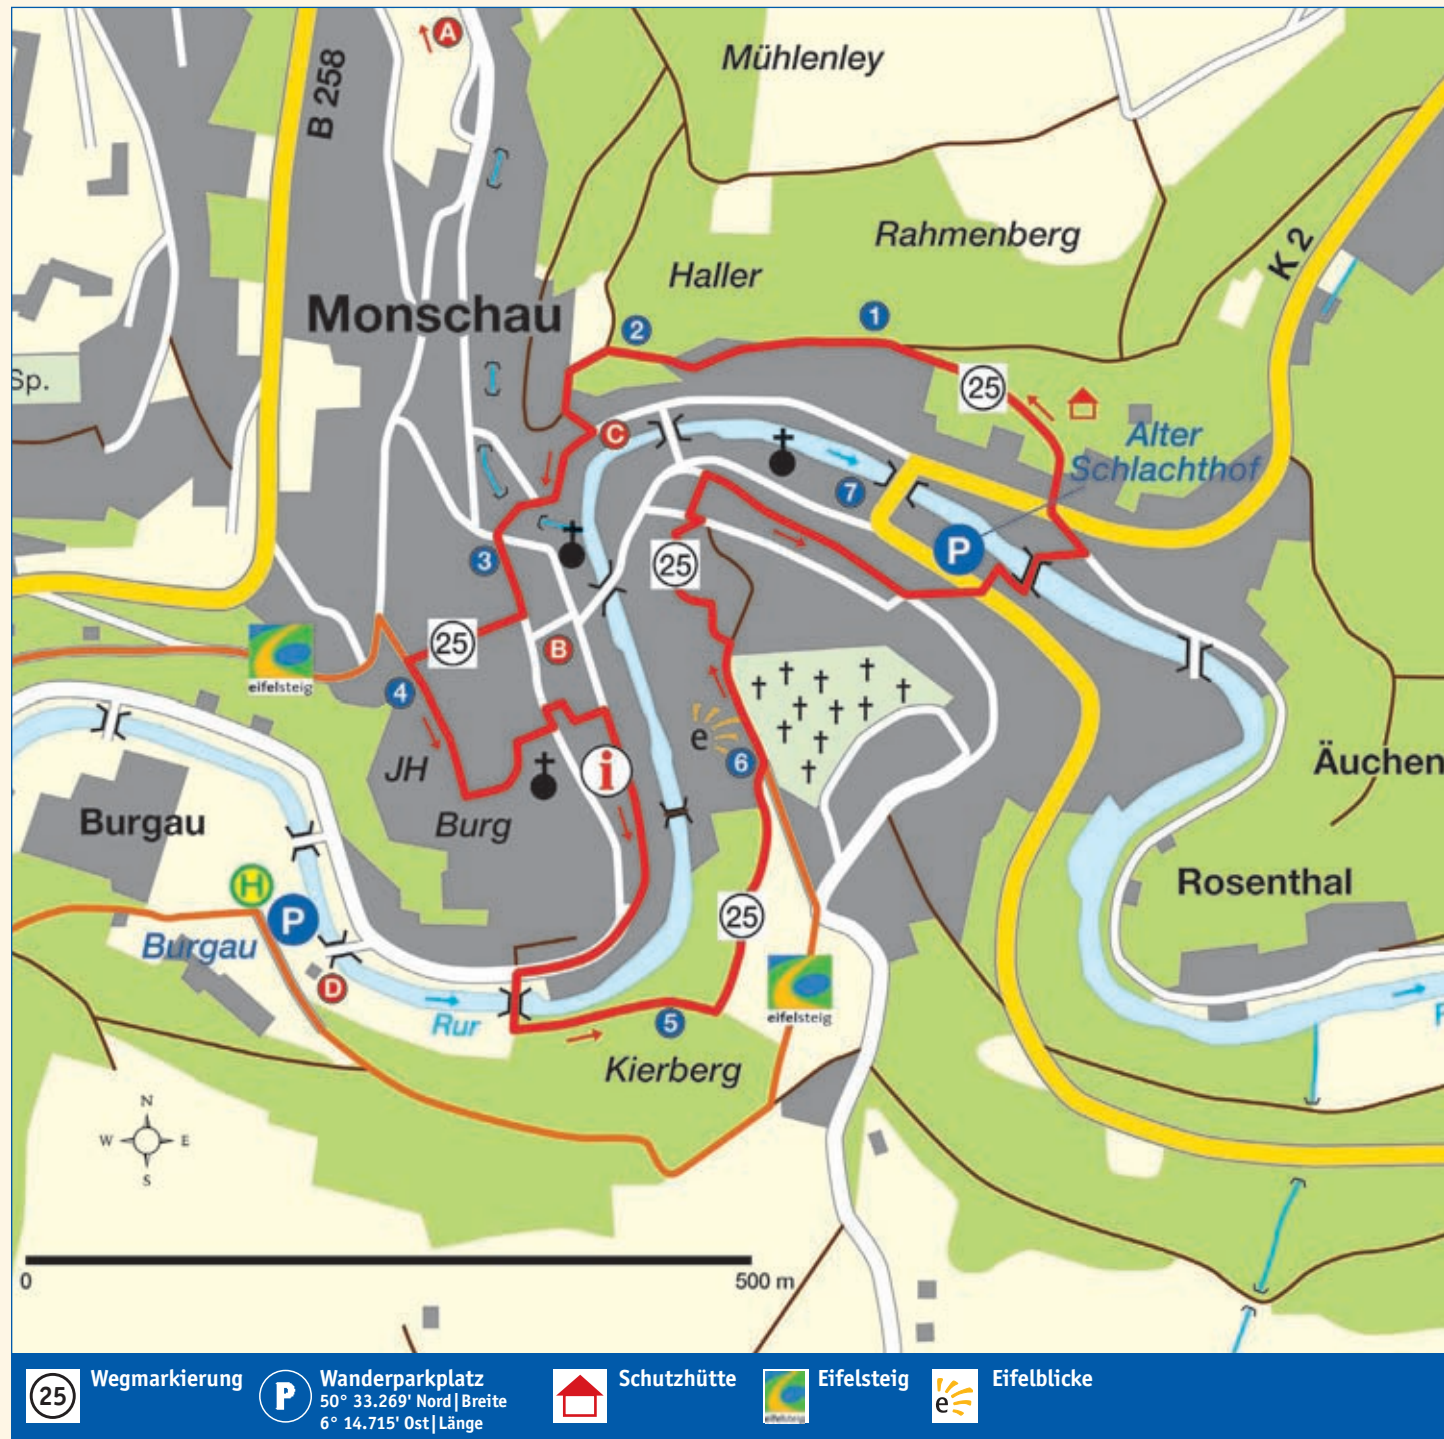 A
B 258
Mühlenley
Rahmenberg
K 2
Haller
Monschau
1
2
Sp.
25
C
Alter
Schlachthof
7
P
3
25
25
B
eifelsteig
4
e
6
JH
i
Äuchen
Burgau
Burg
Rosenthal
H
P
25
Burgau
D
eifelsteig
Rur
5
Kierberg
N
W E
S
0 500 m
25 Wegmarkierung
P Wanderparkplatz
50° 33.269' Nord|Breite
6° 14.715' Ost|Länge
Schutzhütte
eifelsteig Eifelsteig
e Eifelblicke